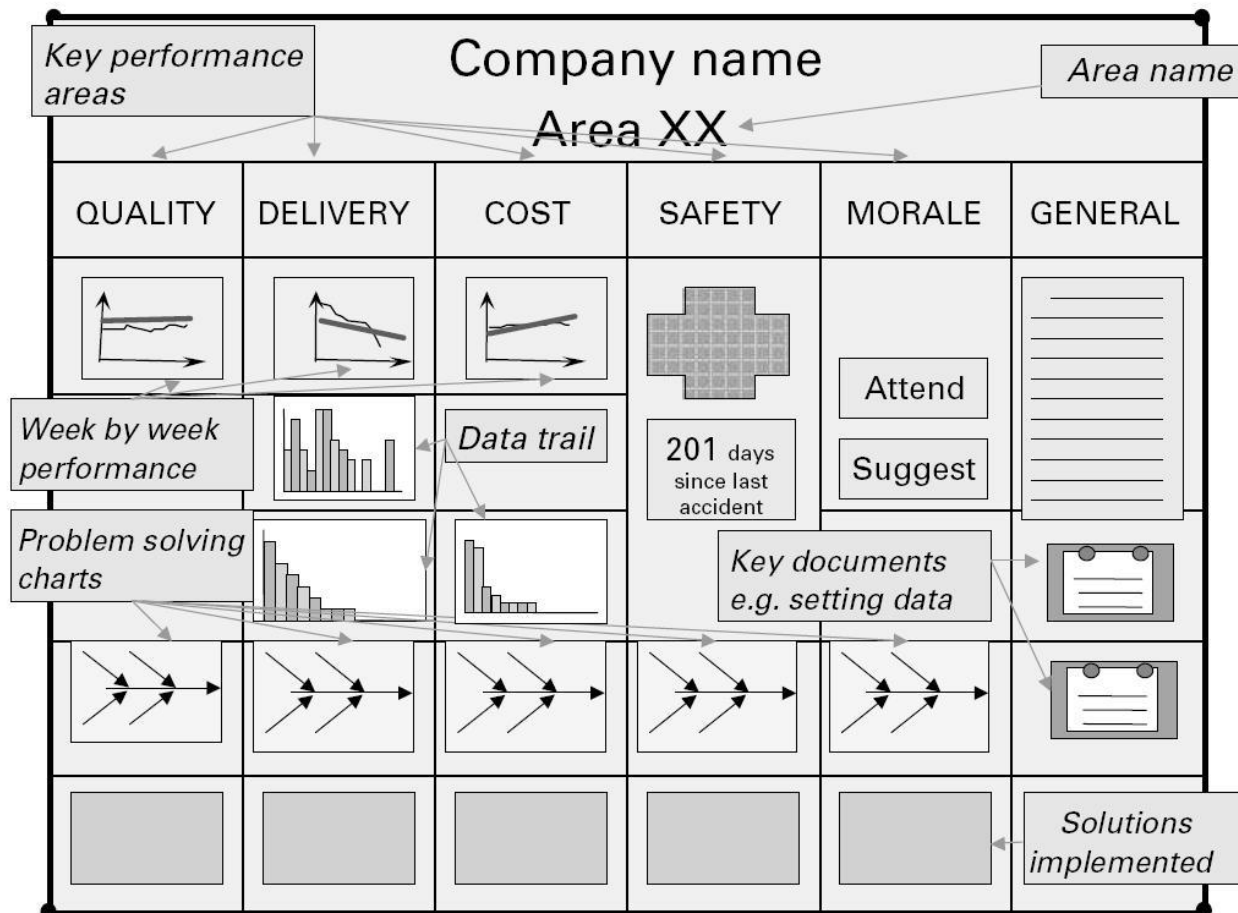 Key performance
areas
Company name
Area XX
Area name
QUALITY
DELIVERY
COST
SAFETY
MORALE
GENERAL
Week by week
performance
Data trail
201 days
since last
accident
Attend
Suggest
Problem solving
charts
Key documents
e.g. setting data
Solutions
implemented